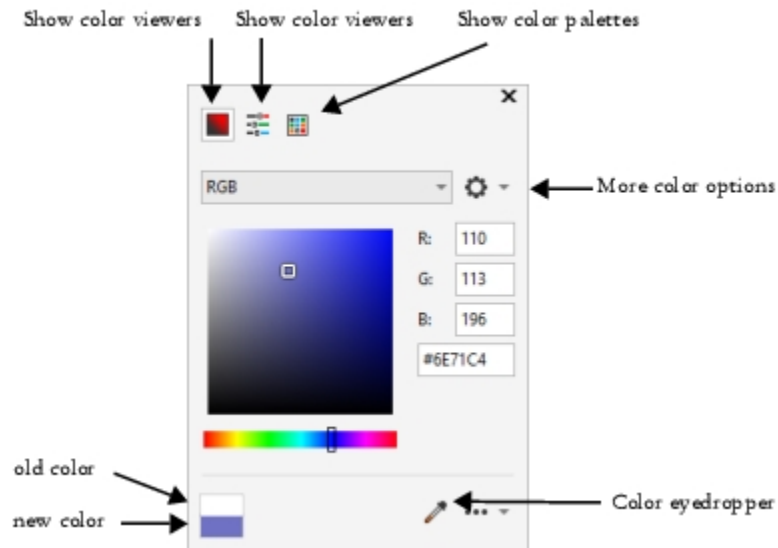 Show color viewers
Show color viewers
Show color palettes
RGB
More color options
R: 110
G: 113
B: 196
#6E71C4
old color
new color
Color eyedropper